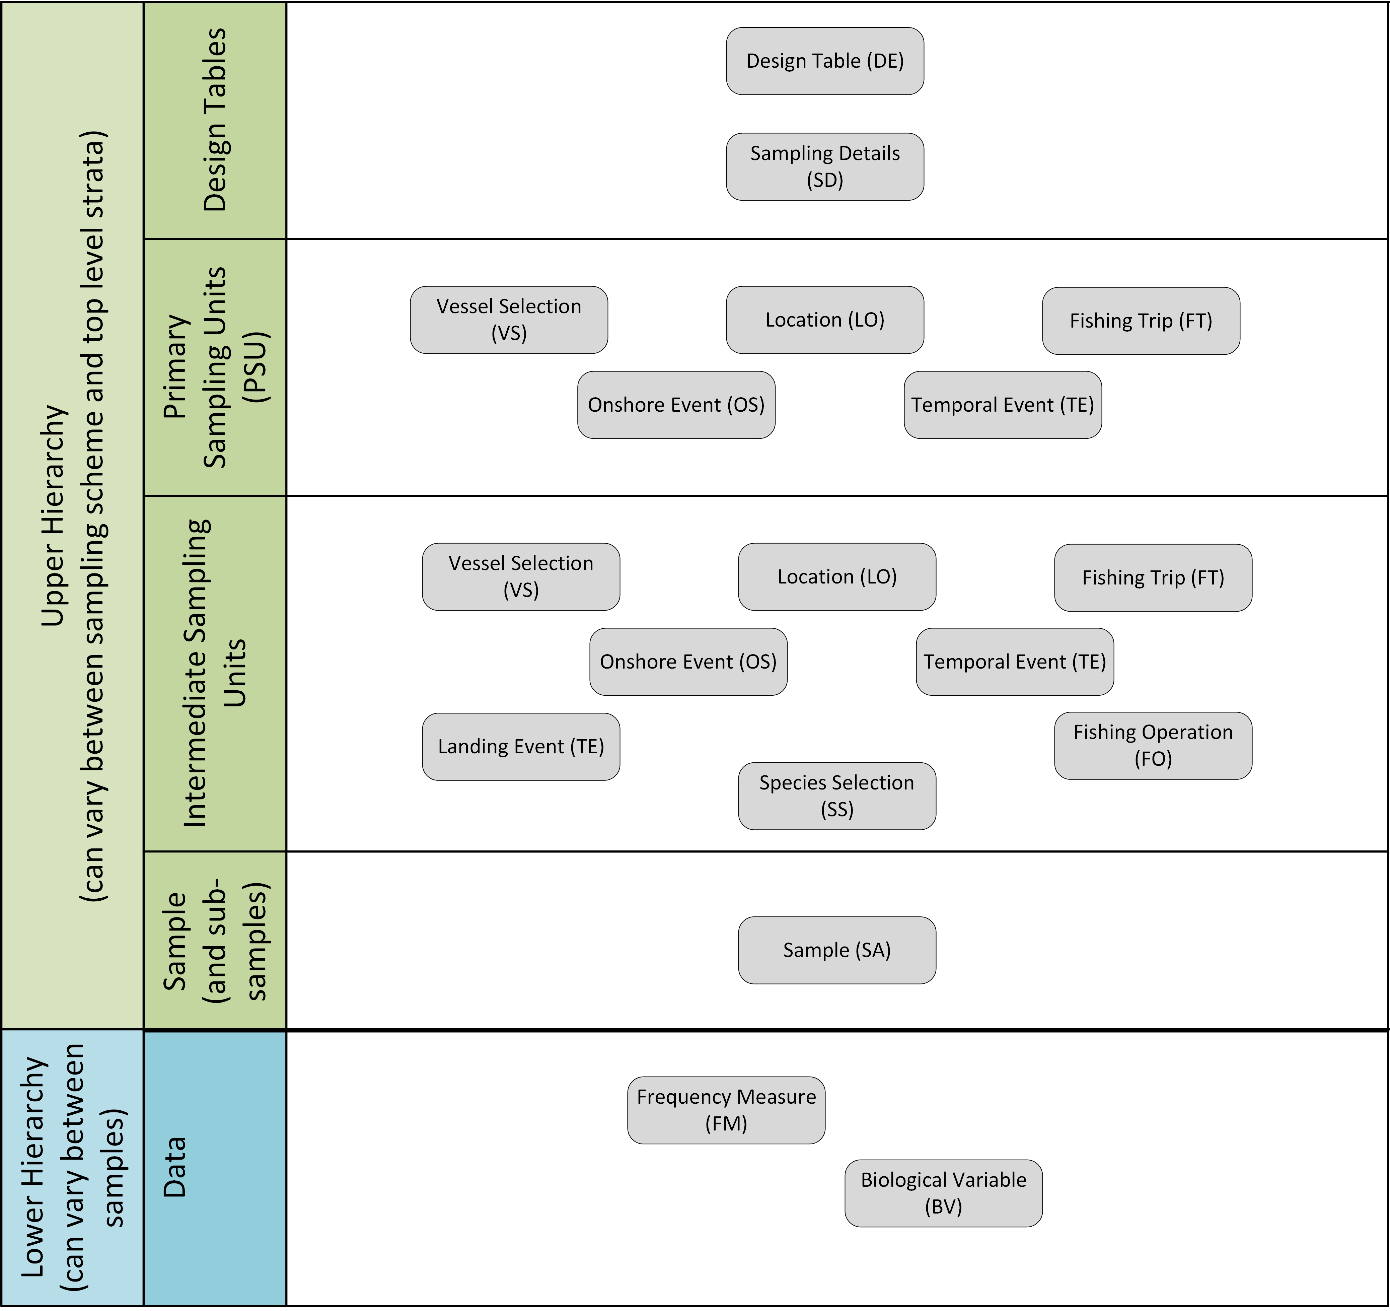 Upper Hierarchy
(can vary between sampling scheme and top level strata)
Design Tables
Design Table (DE)
Sampling Details
(SD)
Primary
Sampling Units
(PSU)
Vessel Selection
(VS)
Location (LO)
Fishing Trip (FT)
Onshore Event (OS)
Temporal Event (TE)
Intermediate Sampling
Units
Vessel Selection
(VS)
Location (LO)
Fishing Trip (FT)
Onshore Event (OS)
Temporal Event (TE)
Landing Event (TE)
Fishing Operation
(FO)
Species Selection
(SS)
Sample
(and sub-
samples)
Sample (SA)
Lower Hierarchy
(can vary between
samples)
Data
Frequency Measure
(FM)
Biological Variable
(BV)